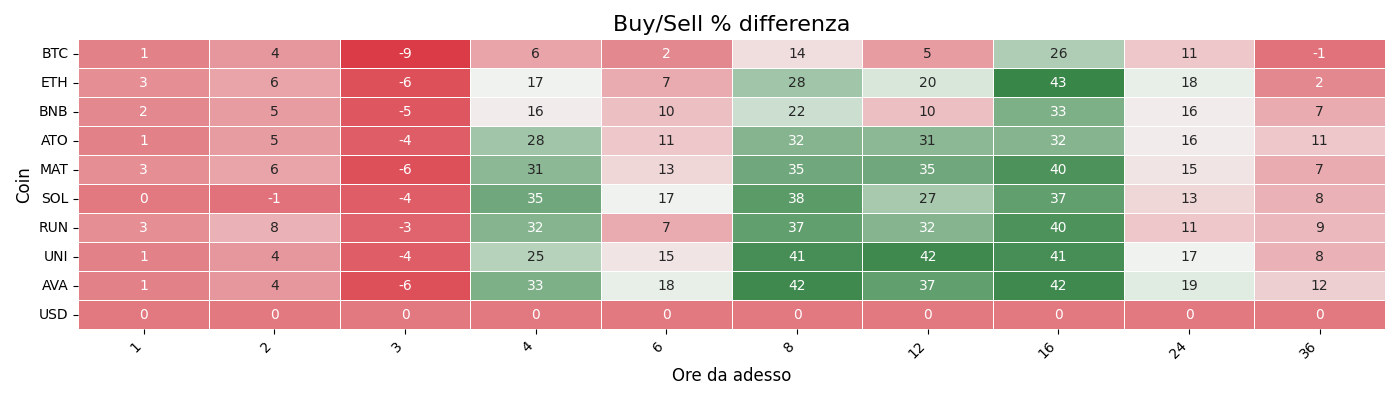 Buy/Sell % differenza
Coin
BTC 1 4 -9 6 2 14 5 26 11 -1
ETH 3 6 -6 17 7 28 20 43 18 2
BNB 2 5 -5 16 10 22 10 33 16 7
ATO 1 5 -4 28 11 32 31 32 16 11
MAT 3 6 -6 31 13 35 35 40 15 7
SOL 0 -1 -4 35 17 38 27 37 13 8
RUN 3 8 -3 32 7 37 32 40 11 9
UNI 1 4 -4 25 15 41 42 41 17 8
AVA 1 4 -6 33 18 42 37 42 19 12
USD 0 0 0 0 0 0 0 0 0 0
1 2 3 4 6 8 12 16 24 36
Ore da adesso